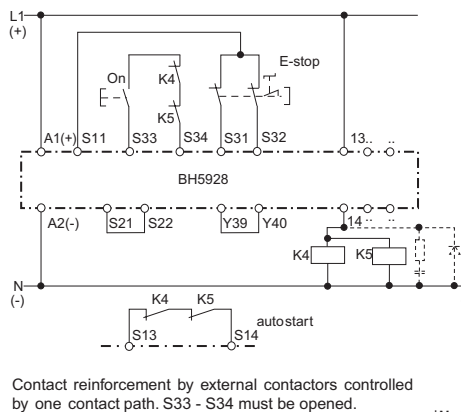 L1
(+)
E-stop
On
K4
K5
A1(+) S11 S33 S34 S31 S32 13.. ..
BH5928
A2(-) S21 S22 Y39 Y40 14.. ..
K4 K5
N
(-)
K4 K5
autostart
S13 S14
Contact reinforcement by external contactors controlled
by one contact path. S33 - S34 must be opened.